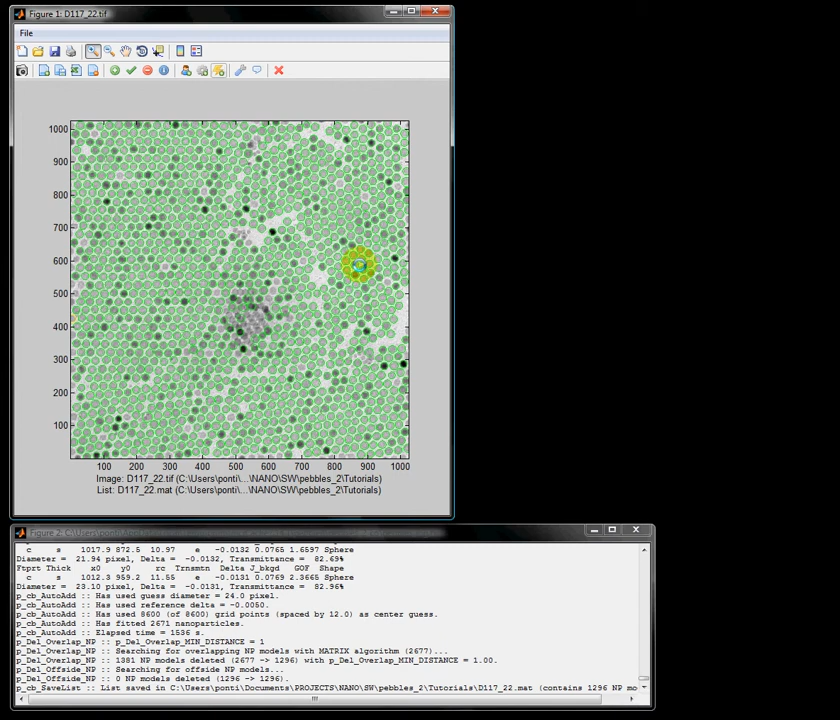 Figure 1: D117_22.tif
File
1000
900
800
700
600
500
400
300
200
100
100 200 300 400 500 600 700 800 900 1000
Image: D117_22.tif (C:\Users\ponti\...\NANO\SW\pebbles_2\Tutorials)
List: D117_22.mat (C:\Users\ponti\...\NANO\SW\pebbles_2\Tutorials)
Figure 2:
c s 1017.9 872.5 10.97 e -0.0132 0.0765 1.6597 Sphere
Diameter = 21.94 pixel, Delta = -0.0132, Transmittance = 82.69%
Ftprt Thick x0 y0 rc Trnsmtn Delta J_bkgd GOF Shape
c s 1012.3 959.2 11.55 e -0.0131 0.0769 2.3665 Sphere
Diameter = 23.10 pixel, Delta = -0.0131, Transmittance = 82.96%
p_cb_AutoAdd :: Has used guess diameter = 24.0 pixel.
p_cb_AutoAdd :: Has used reference delta = -0.0050.
p_cb_AutoAdd :: Has used 8600 (of 8600) grid points (spaced by 12.0) as center guess.
p_cb_AutoAdd :: Has fitted 2671 nanoparticles.
p_cb_AutoAdd :: Elapsed time = 1536 s.
p_Del_Overlap_NP :: p_Del_Overlap_MIN_DISTANCE = 1
p_Del_Overlap_NP :: Searching for overlapping NP models with MATRIX algorithm (2677)...
p_Del_Overlap_NP :: 1381 NP models deleted (2677 -> 1296) with p_Del_Overlap_MIN_DISTANCE = 1.00.
p_Del_Offside_NP :: Searching for offside NP models...
p_Del_Offside_NP :: 0 NP models deleted (1296 -> 1296).
p_cb_SaveList :: List saved in C:\Users\ponti\Documents\PROJECTS\NANO\SW\pebbles_2\Tutorials\D117_22.mat (contains 1296 NP mo